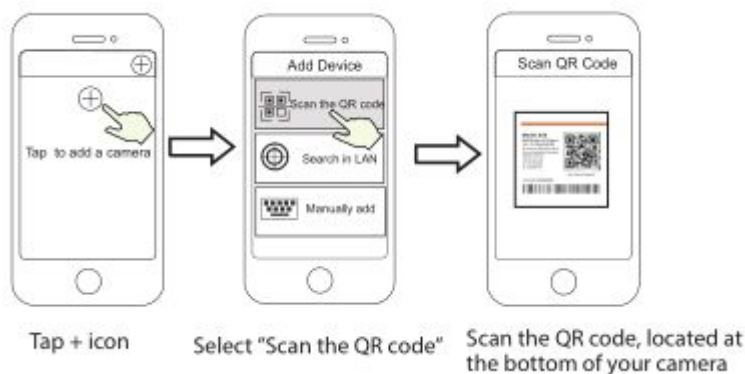 Tap to add a camera
Add Device
Scan the QR code
Search in LAN
Manually add
Scan QR Code
Tap + icon
Select "Scan the QR code"
Scan the QR code, located at
the bottom of your camera